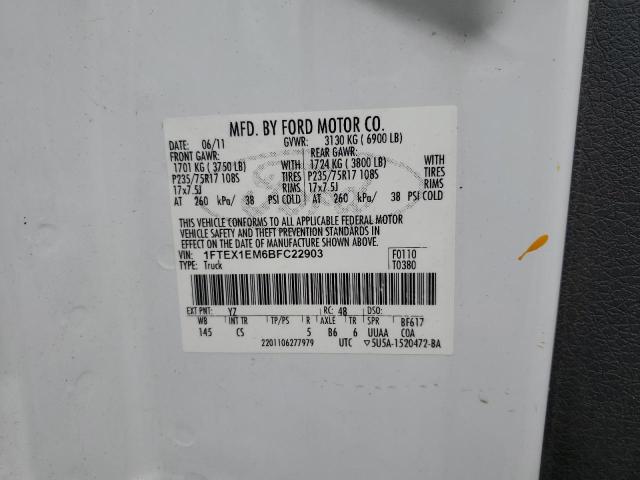 MFD. BY FORD MOTOR CO.
DATE: 06/11 GVWR: 3130 KG ( 6900 LB)
FRONT GAWR: REAR GAWR:
1701 KG ( 3750 LB) WITH 1724 KG ( 3800 LB) WITH
P235/75R17 108S TIRES P235/75R17 108S TIRES
17x7.5J RIMS 17x7.5J RIMS
AT 260 kPa/ 38 PSI COLD AT 260 kPa/ 38 PSI COLD
THIS VEHICLE CONFORMS TO ALL APPLICABLE FEDERAL MOTOR
VEHICLE SAFETY AND THEFT PREVENTION STANDARDS IN
EFFECT ON THE DATE OF MANUFACTURE SHOWN ABOVE.
VIN: 1FTEX1EM6BFC22903 F0110
TYPE: Truck T0380
EXT PNT: YZ RC: 48 DSO:
WB INT TR TP/PS R AXLE TR SPR BF617
145 CS 5 B6 6 UUAA COA
2201106277979 UTC ▽5U5A-1520472-BA